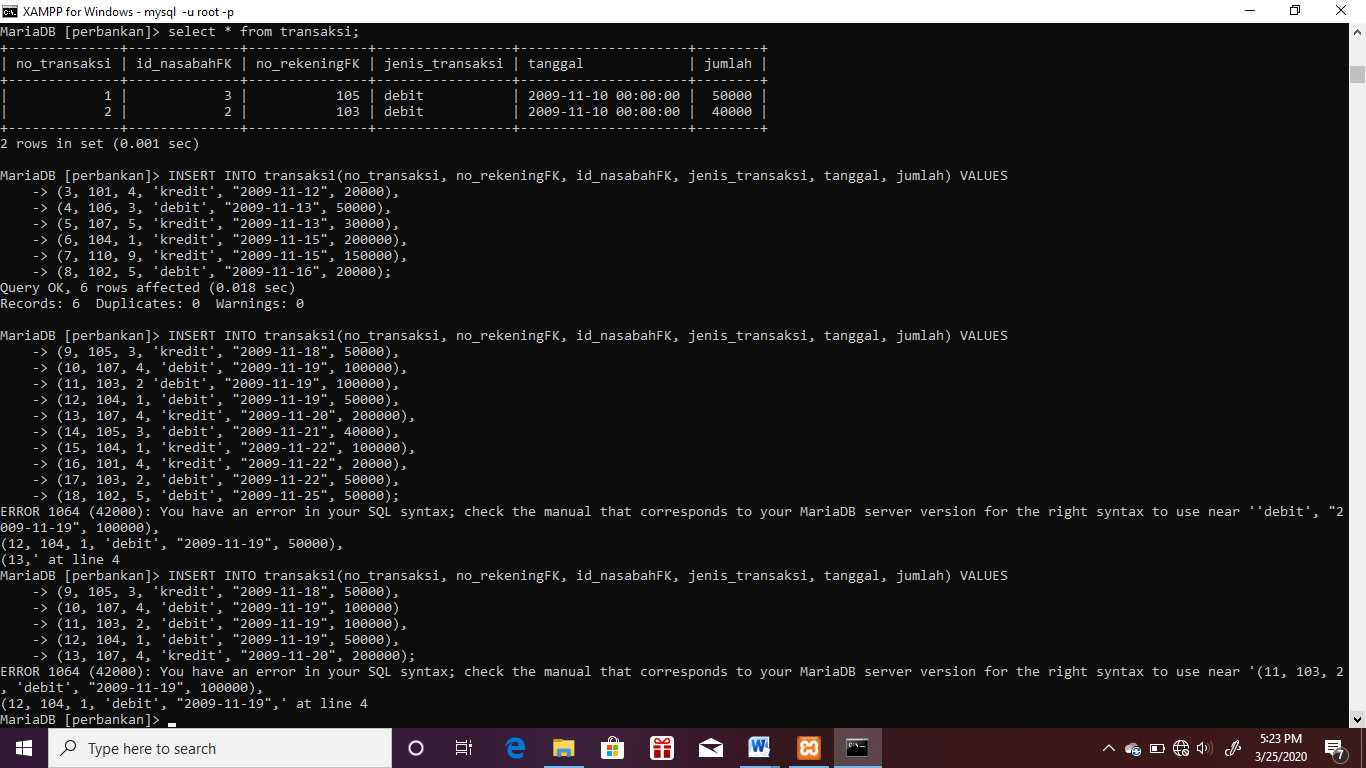 XAMPP for Windows - mysql -u root -p
MariaDB [perbankan]> select * from transaksi;
+--------------+--------------+---------------+-----------------+---------------------+--------+
| no_transaksi | id_nasabahFK | no_rekeningFK | jenis_transaksi | tanggal             | jumlah |
+--------------+--------------+---------------+-----------------+---------------------+--------+
|            1 |            3 |           105 | debit           | 2009-11-10 00:00:00 |  50000 |
|            2 |            2 |           103 | debit           | 2009-11-10 00:00:00 |  40000 |
+--------------+--------------+---------------+-----------------+---------------------+--------+
2 rows in set (0.001 sec)
MariaDB [perbankan]> INSERT INTO transaksi(no_transaksi, no_rekeningFK, id_nasabahFK, jenis_transaksi, tanggal, jumlah) VALUES
    -> (3, 101, 4, 'kredit', "2009-11-12", 20000),
    -> (4, 106, 3, 'debit', "2009-11-13", 50000),
    -> (5, 107, 5, 'kredit', "2009-11-13", 30000),
    -> (6, 104, 1, 'kredit', "2009-11-15", 200000),
    -> (7, 110, 9, 'kredit', "2009-11-15", 150000),
    -> (8, 102, 5, 'debit', "2009-11-16", 20000);
Query OK, 6 rows affected (0.018 sec)
Records: 6  Duplicates: 0  Warnings: 0
MariaDB [perbankan]> INSERT INTO transaksi(no_transaksi, no_rekeningFK, id_nasabahFK, jenis_transaksi, tanggal, jumlah) VALUES
    -> (9, 105, 3, 'kredit', "2009-11-18", 50000),
    -> (10, 107, 4, 'debit', "2009-11-19", 100000),
    -> (11, 103, 2 'debit', "2009-11-19", 100000),
    -> (12, 104, 1, 'debit', "2009-11-19", 50000),
    -> (13, 107, 4, 'kredit', "2009-11-20", 200000),
    -> (14, 105, 3, 'debit', "2009-11-21", 40000),
    -> (15, 104, 1, 'kredit', "2009-11-22", 100000),
    -> (16, 101, 4, 'kredit', "2009-11-22", 20000),
    -> (17, 103, 2, 'debit', "2009-11-22", 50000),
    -> (18, 102, 5, 'debit', "2009-11-25", 50000);
ERROR 1064 (42000): You have an error in your SQL syntax; check the manual that corresponds to your MariaDB server version for the right syntax to use near ''debit', "2
009-11-19", 100000),
(12, 104, 1, 'debit', "2009-11-19", 50000),
(13,' at line 4
MariaDB [perbankan]> INSERT INTO transaksi(no_transaksi, no_rekeningFK, id_nasabahFK, jenis_transaksi, tanggal, jumlah) VALUES
    -> (9, 105, 3, 'kredit', "2009-11-18", 50000),
    -> (10, 107, 4, 'debit', "2009-11-19", 100000)
    -> (11, 103, 2, 'debit', "2009-11-19", 100000),
    -> (12, 104, 1, 'debit', "2009-11-19", 50000),
    -> (13, 107, 4, 'kredit', "2009-11-20", 200000);
ERROR 1064 (42000): You have an error in your SQL syntax; check the manual that corresponds to your MariaDB server version for the right syntax to use near '(11, 103, 2
, 'debit', "2009-11-19", 100000),
(12, 104, 1, 'debit', "2009-11-19",' at line 4
MariaDB [perbankan]>
Type here to search
5:23 PM
3/25/2020
7